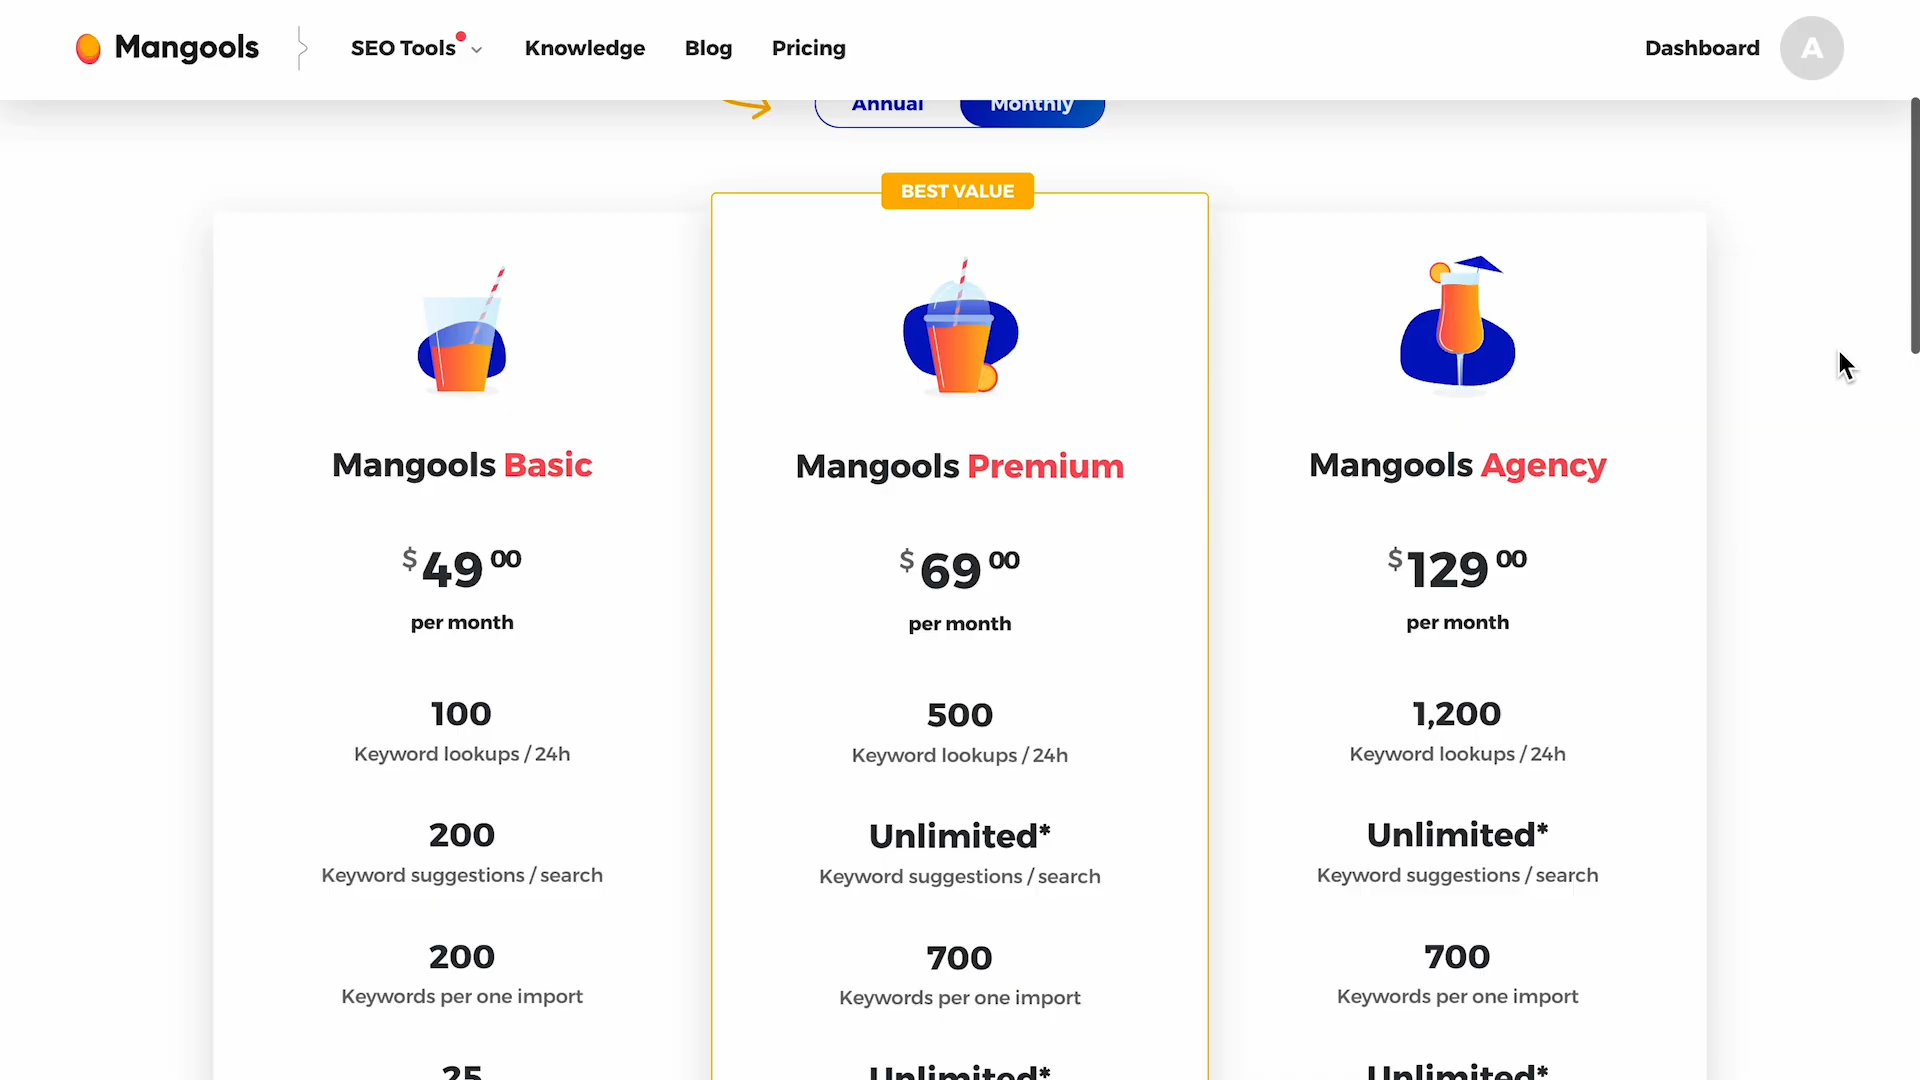 Mangools
SEO Tools
Knowledge
Blog
Pricing
Dashboard
A
Annual
Monthly
BEST VALUE
Mangools Basic
$49 00
per month
100
Keyword lookups / 24h
200
Keyword suggestions / search
200
Keywords per one import
25
Mangools Premium
$69 00
per month
500
Keyword lookups / 24h
Unlimited*
Keyword suggestions / search
700
Keywords per one import
Unlimited*
Mangools Agency
$129 00
per month
1,200
Keyword lookups / 24h
Unlimited*
Keyword suggestions / search
700
Keywords per one import
Unlimited*